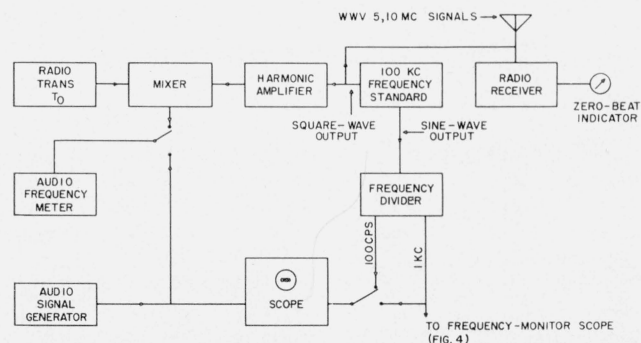 WWV 5,10 MC SIGNALS
RADIO
TRANS
TO
MIXER
HARMONIC
AMPLIFIER
100 KC
FREQUENCY
STANDARD
RADIO
RECEIVER
ZERO-BEAT
INDICATOR
SQUARE-WAVE
OUTPUT
SINE-WAVE
OUTPUT
AUDIO
FREQUENCY
METER
FREQUENCY
DIVIDER
100CPS
1KC
AUDIO
SIGNAL
GENERATOR
SCOPE
TO FREQUENCY-MONITOR SCOPE
(FIG. 4)